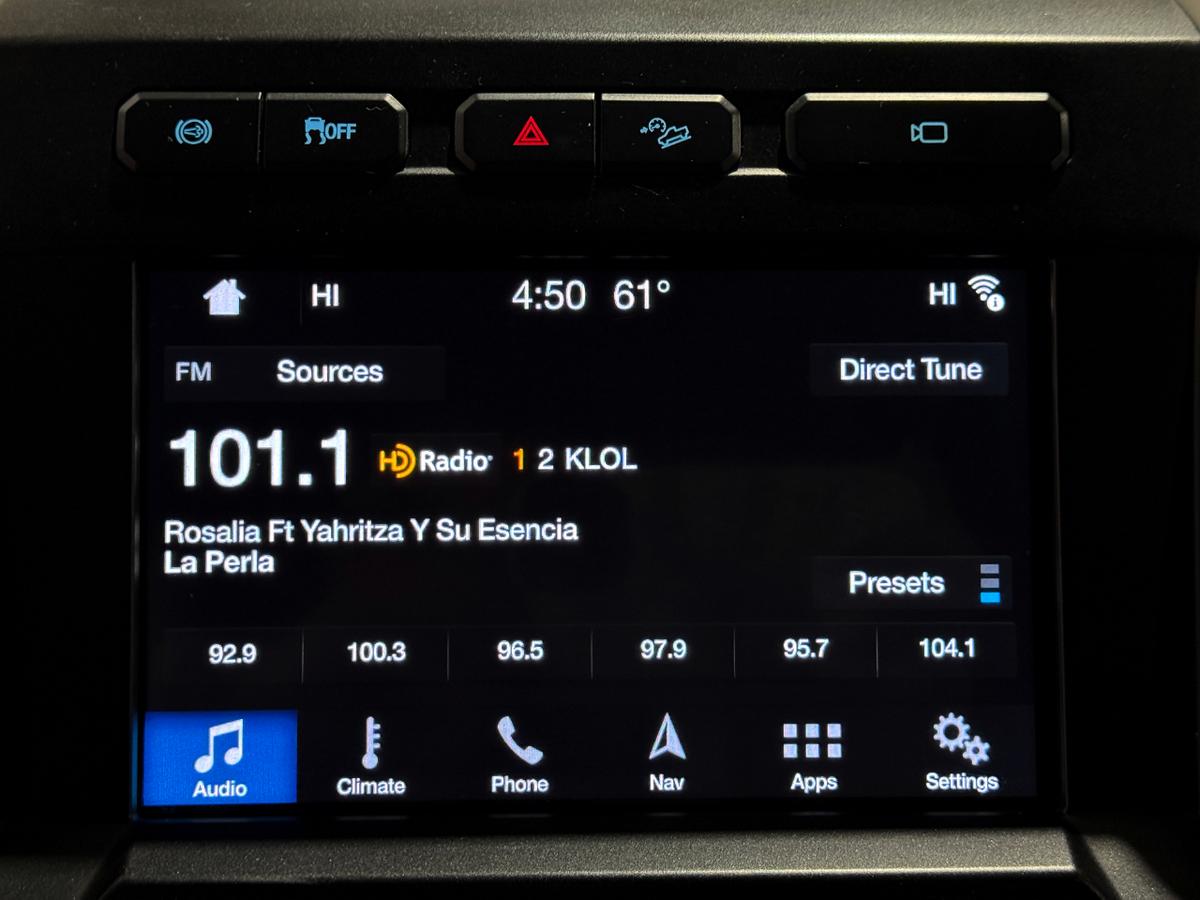 OFF
HI 4:50 61° HI
FM Sources Direct Tune
101.1 HD Radio 1 2 KLOL
Rosalia Ft Yahritza Y Su Esencia
La Perla
Presets
92.9 100.3 96.5 97.9 95.7 104.1
Audio Climate Phone Nav Apps Settings